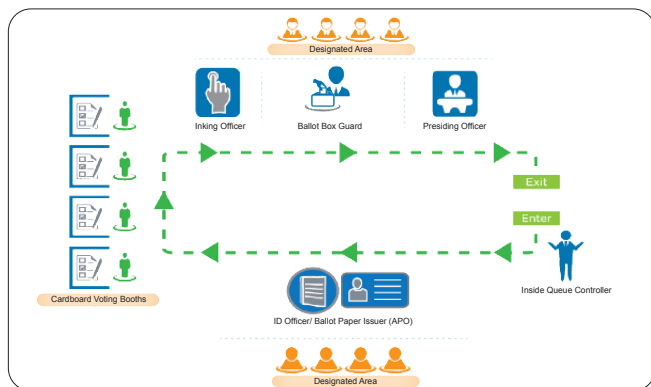 Designated Area
Inking Officer
Ballot Box Guard
Presiding Officer
Exit
Enter
Inside Queue Controller
Cardboard Voting Booths
ID Officer/ Ballot Paper Issuer (APO)
Designated Area